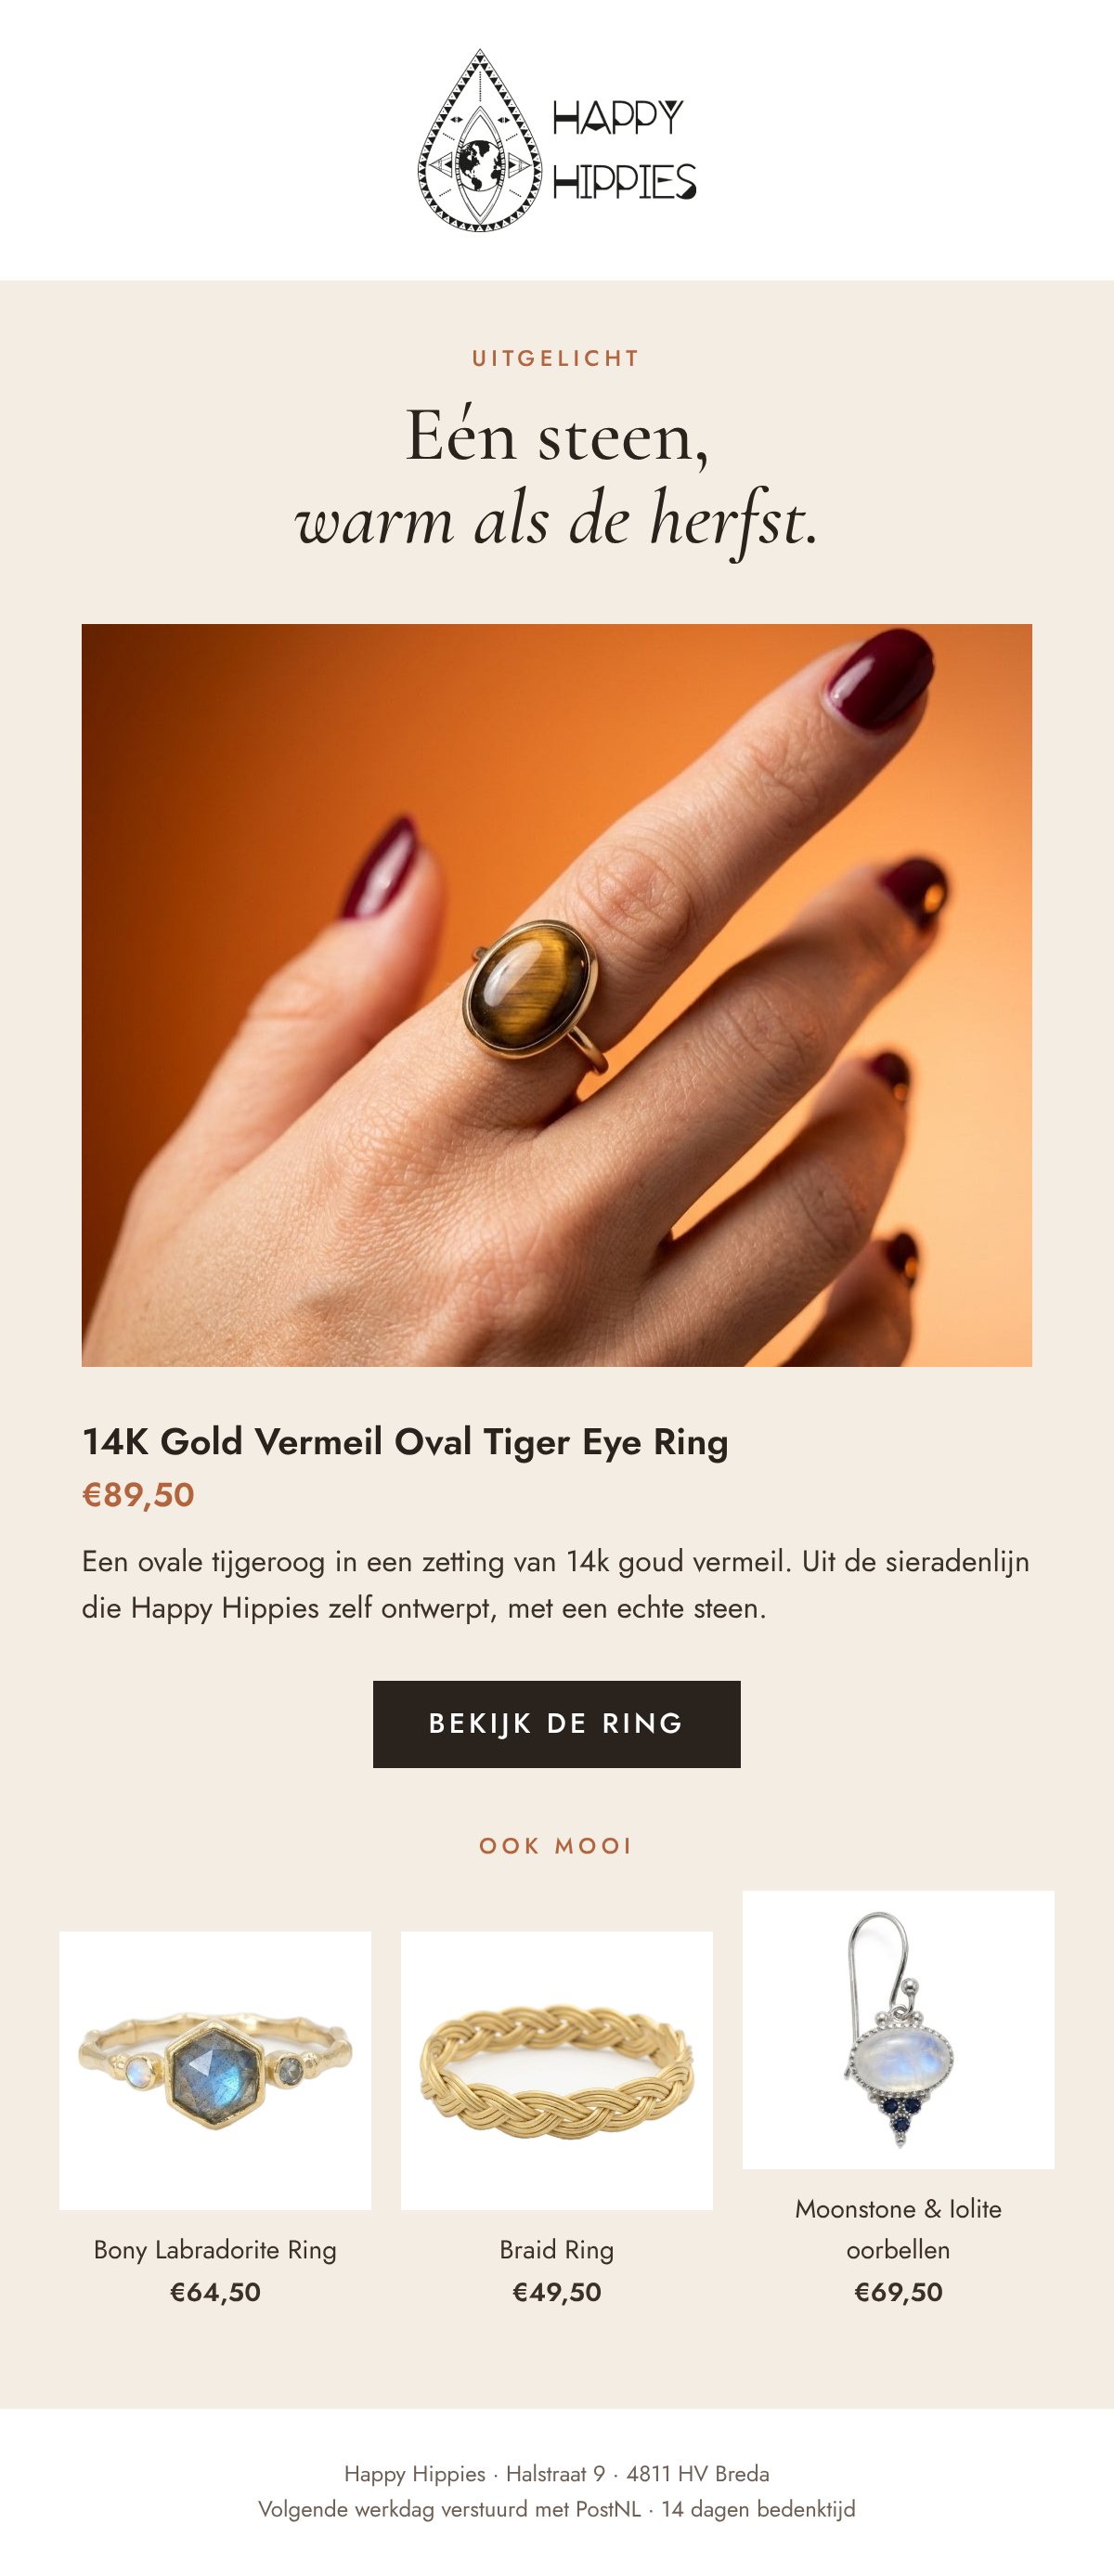 HAPPY
HIPPIES
UITGELICHT
Eén steen,
warm als de herfst.
14K Gold Vermeil Oval Tiger Eye Ring
€89,50
Een ovale tijgeroog in een zetting van 14k goud vermeil. Uit de sieradenlijn
die Happy Hippies zelf ontwerpt, met een echte steen.
BEKIJK DE RING
OOK MOOI
Bony Labradorite Ring
€64,50
Braid Ring
€49,50
Moonstone & Iolite
oorbellen
€69,50
Happy Hippies · Halstraat 9 · 4811 HV Breda
Volgende werkdag verstuurd met PostNL · 14 dagen bedenktijd